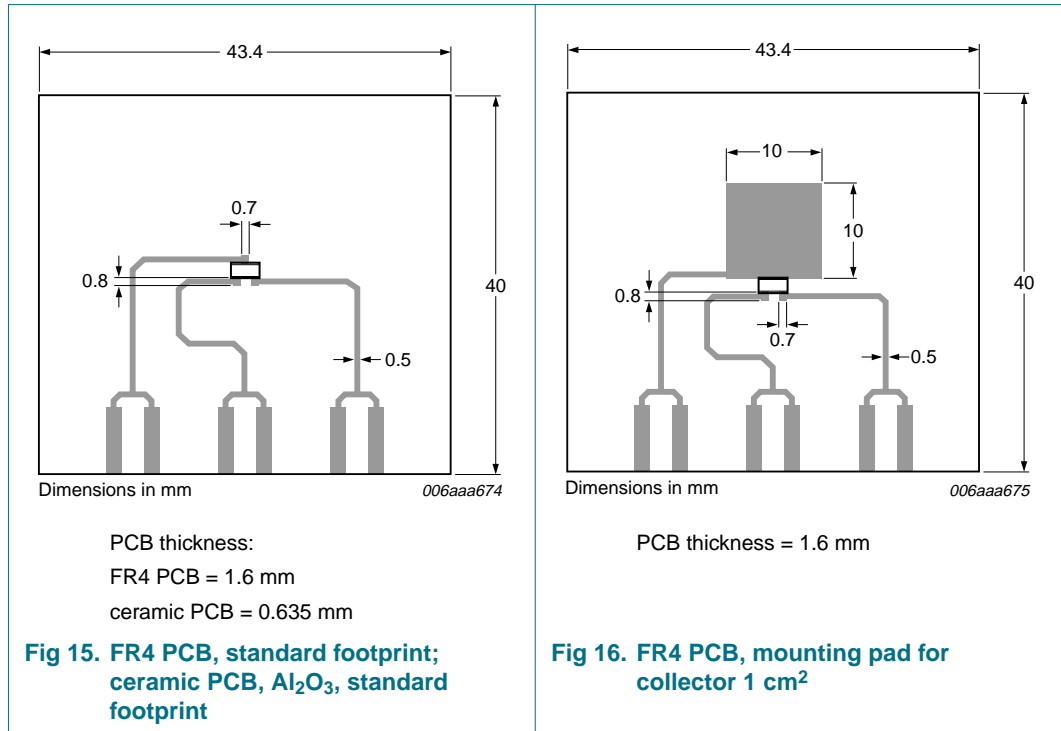 43.4
0.7
0.8
40
0.5
Dimensions in mm
006aaa674
PCB thickness:
FR4 PCB = 1.6 mm
ceramic PCB = 0.635 mm
Fig 15. FR4 PCB, standard footprint;
ceramic PCB, Al2O3, standard
footprint
43.4
10
10
40
0.8
0.7
0.5
Dimensions in mm
006aaa675
PCB thickness = 1.6 mm
Fig 16. FR4 PCB, mounting pad for
collector 1 cm2